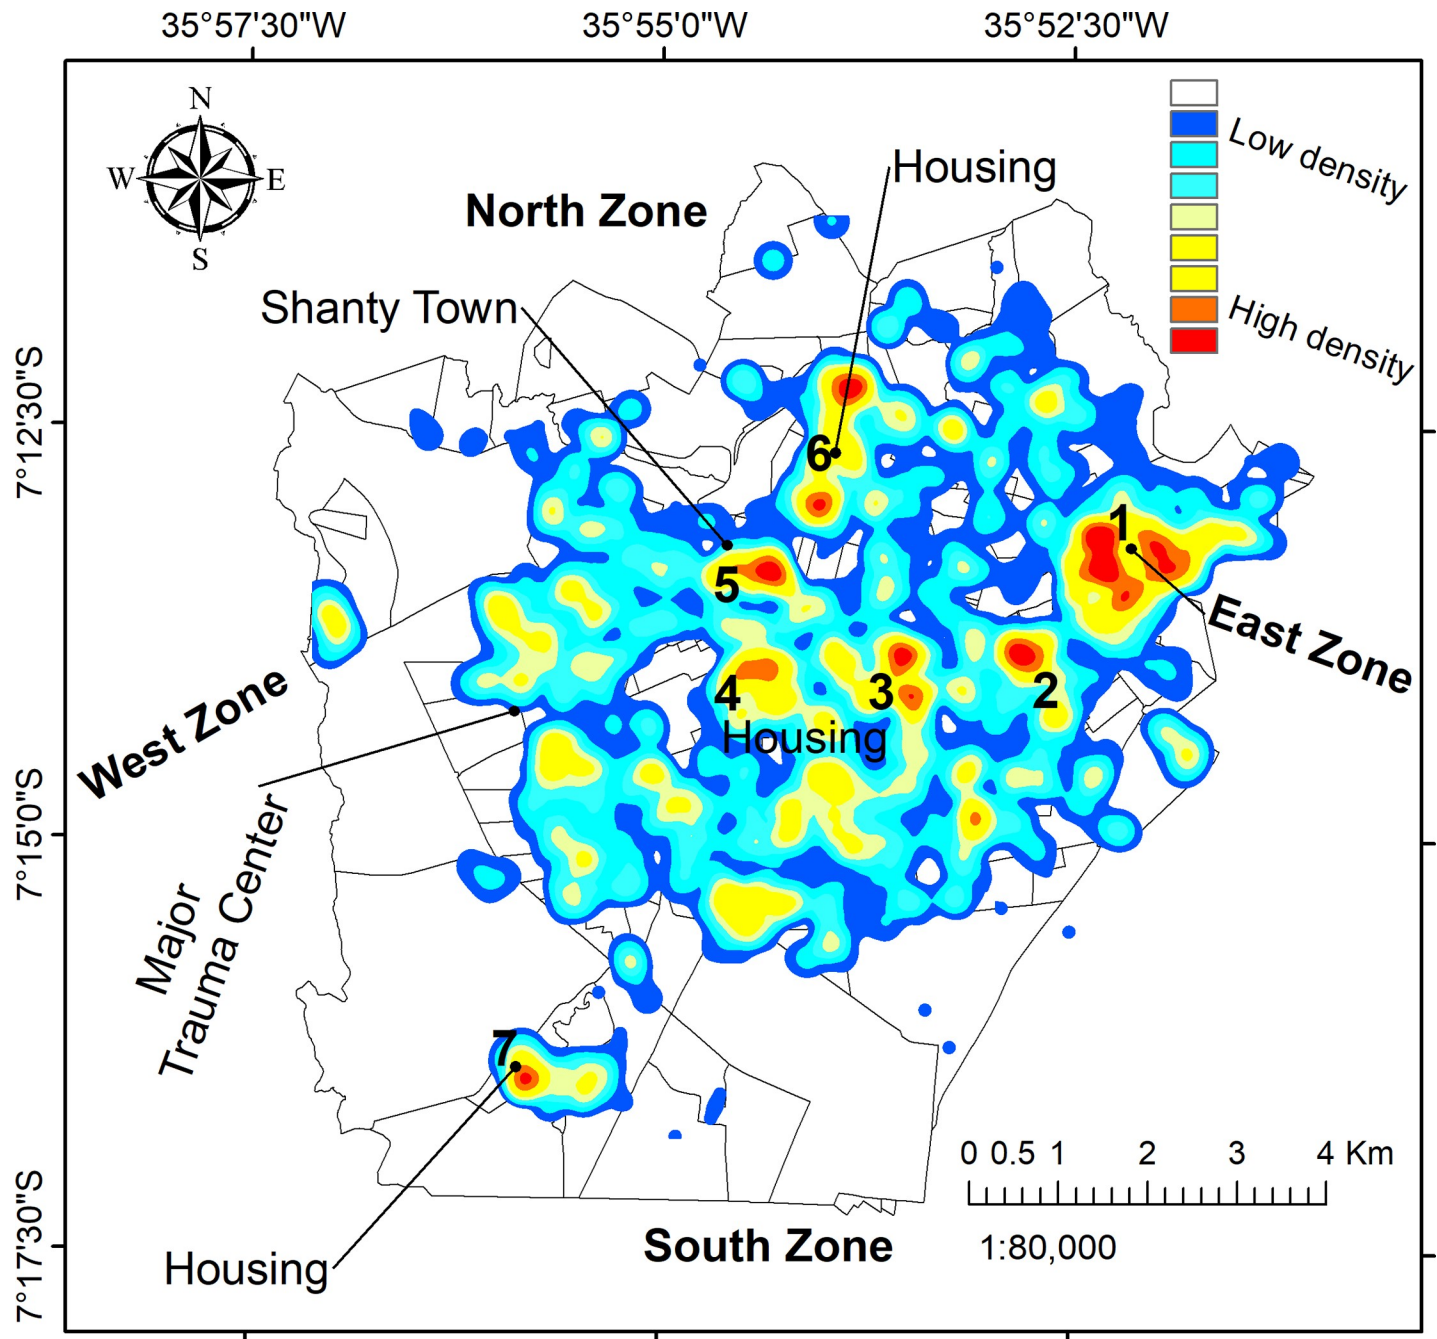 35°57'30"W
35°55'0"W
35°52'30"W
N
W
E
S
Low density
High density
Housing
North Zone
Shanty Town
7°12'30"S
6
1
5
East Zone
4
3
2
Housing
West Zone
7°15'0"S
Major
Trauma Center
7
0 0.5 1 2 3 4 Km
1:80,000
South Zone
Housing
7°17'30"S